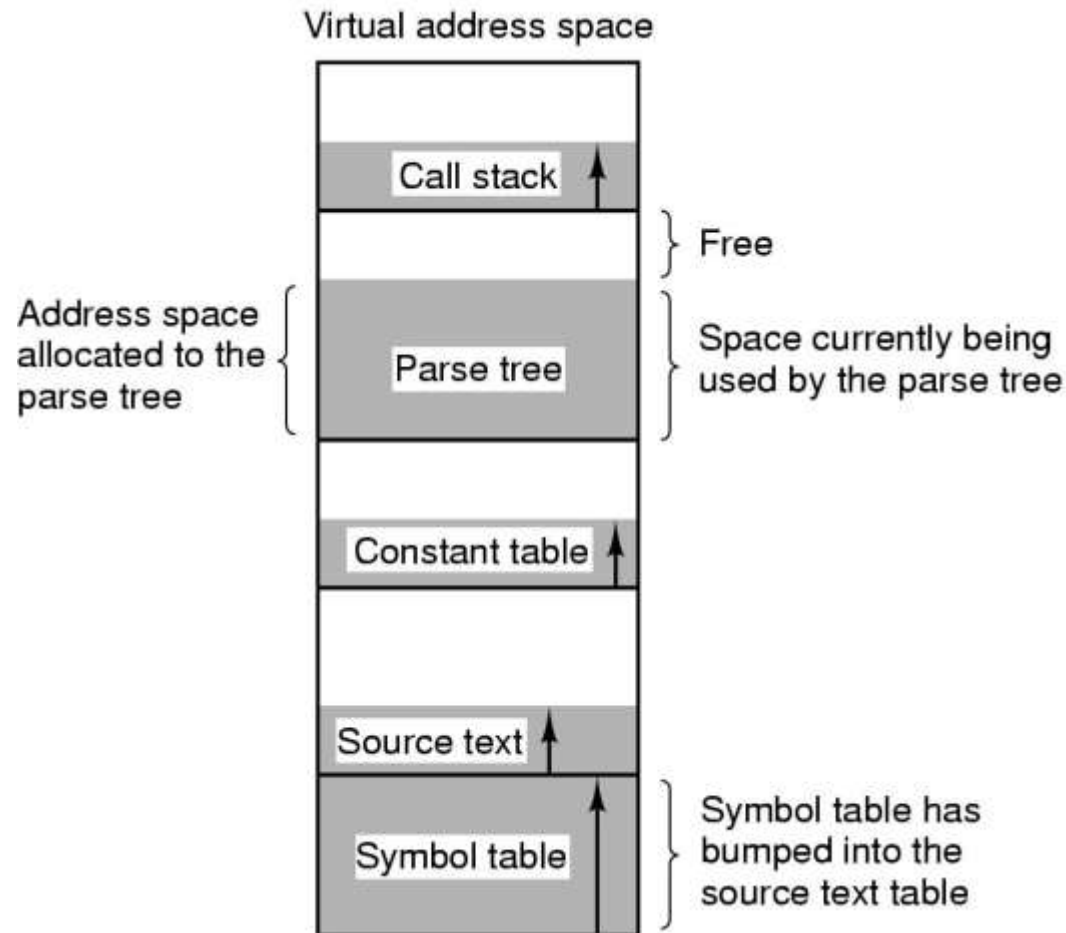 Virtual address space
Call stack
Free
Address space
allocated to the
parse tree
Parse tree
Space currently being
used by the parse tree
Constant table
Source text
Symbol table
Symbol table has
bumped into the
source text table